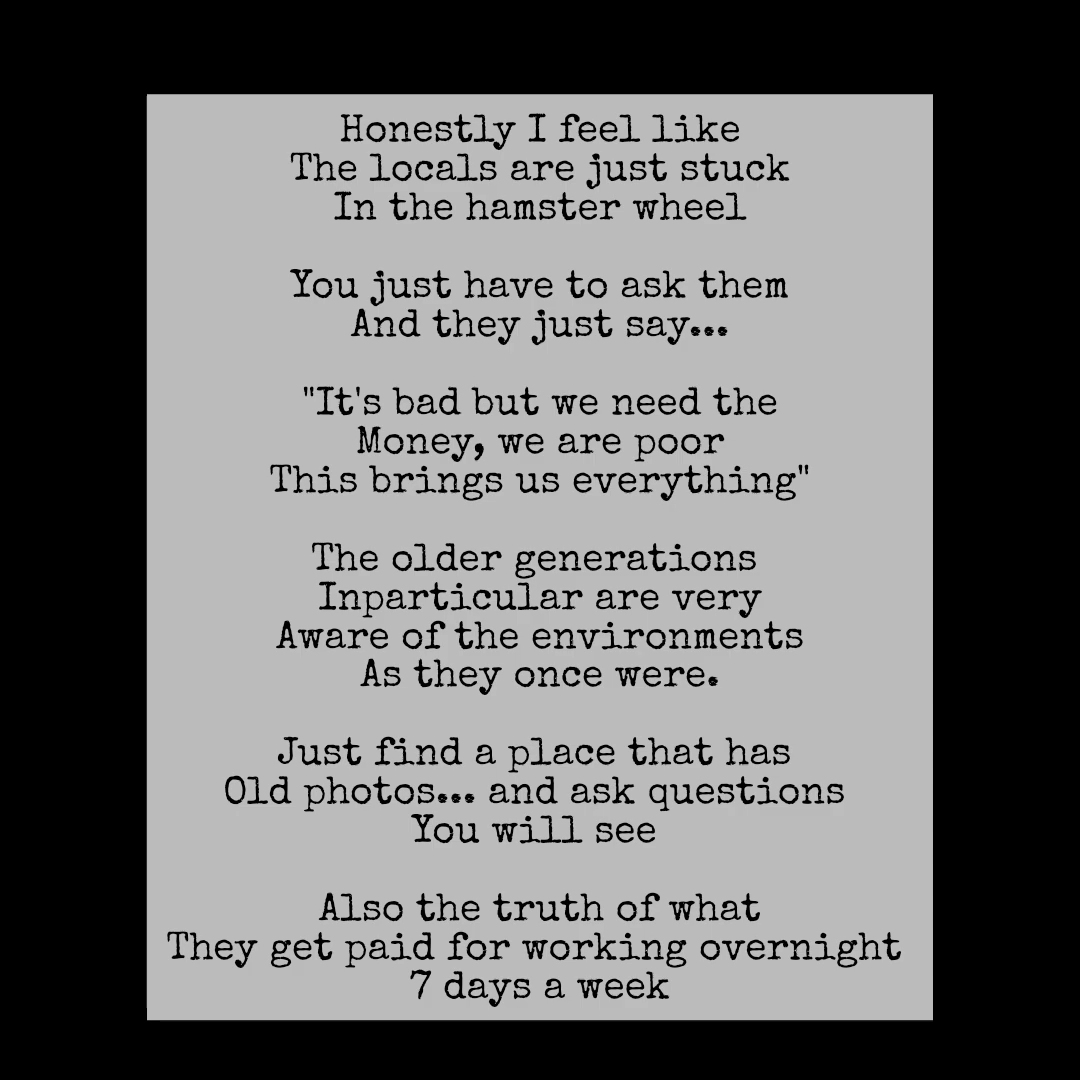 Honestly I feel like
The locals are just stuck
In the hamster wheel
You just have to ask them
And they just say...
"It's bad but we need the
Money, we are poor
This brings us everything"
The older generations
Inparticular are very
Aware of the environments
As they once were.
Just find a place that has
Old photos... and ask questions
You will see
Also the truth of what
They get paid for working overnight
7 days a week